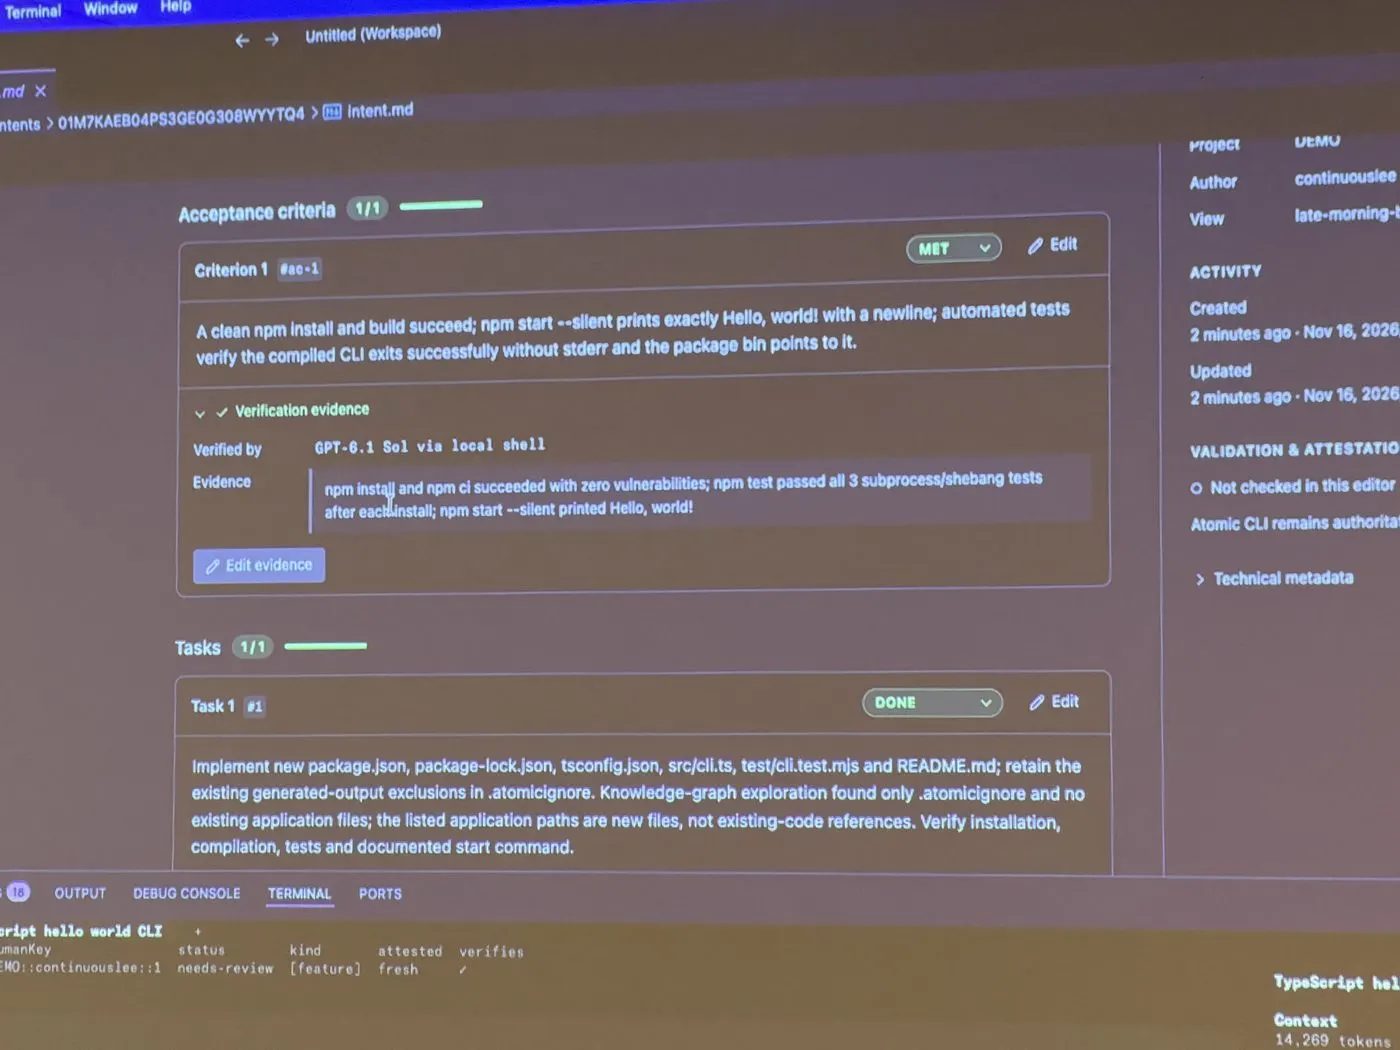 Terminal Window Help
← → Untitled (Workspace)
.md ×
ntents > 01M7KAEB04PS3GE0G308WYYTQ4 > intent.md
Acceptance criteria 1/1
Criterion 1 #ac-1 MET Edit
A clean npm install and build succeed; npm start --silent prints exactly Hello, world! with a newline; automated tests
verify the compiled CLI exits successfully without stderr and the package bin points to it.
Verification evidence
Verified by GPT-6.1 Sol via local shell
Evidence npm install and npm ci succeeded with zero vulnerabilities; npm test passed all 3 subprocess/shebang tests
after each install; npm start --silent printed Hello, world!
Edit evidence
Tasks 1/1
Task 1 #1 DONE Edit
Implement new package.json, package-lock.json, tsconfig.json, src/cli.ts, test/cli.test.mjs and README.md; retain the
existing generated-output exclusions in .atomicignore. Knowledge-graph exploration found only .atomicignore and no
existing application files; the listed application paths are new files, not existing-code references. Verify installation,
compilation, tests and documented start command.
Project DEMO
Author continuouslee
View late-morning-
ACTIVITY
Created
2 minutes ago · Nov 16, 2026
Updated
2 minutes ago · Nov 16, 2026
VALIDATION & ATTESTATIO
Not checked in this editor
Atomic CLI remains authorita
> Technical metadata
18 OUTPUT DEBUG CONSOLE TERMINAL PORTS
cript hello world CLI +
umanKey status kind attested verifies
EMO::continuouslee::1 needs-review [feature] fresh ✓
TypeScript hel
Context
14,269 tokens